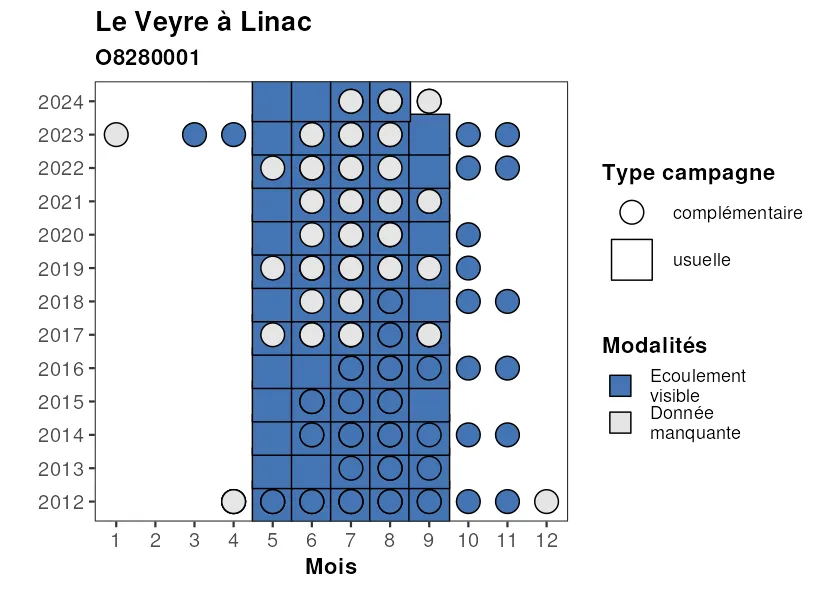 Le Veyre à Linac
O8280001
2024
2023
2022
2021
2020
2019
2018
2017
2016
2015
2014
2013
2012
1 2 3 4 5 6 7 8 9 10 11 12
Mois
Type campagne
complémentaire
usuelle
Modalités
Ecoulement
visible
Donnée
manquante